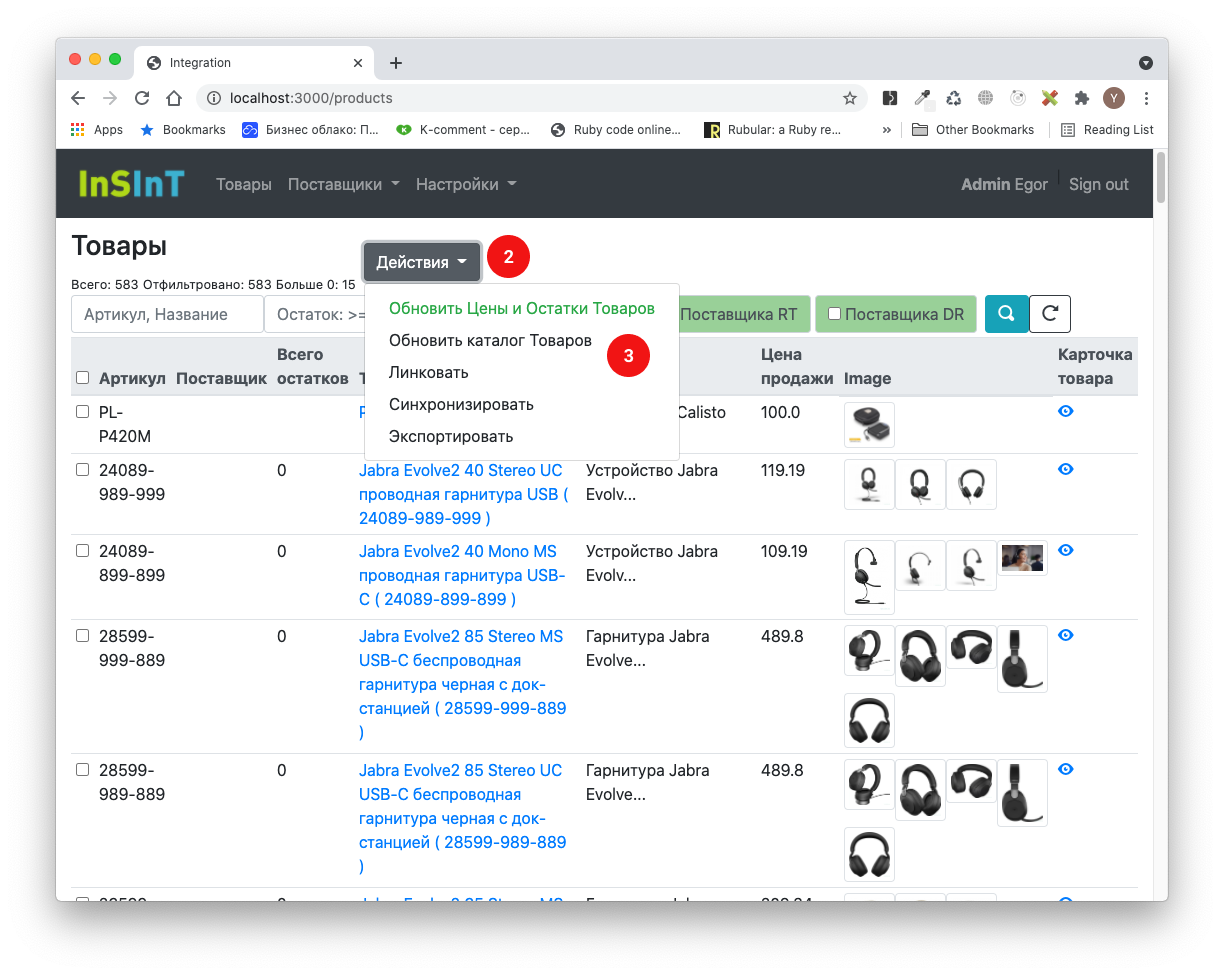 Integration
localhost:3000/products
Y
Apps
Bookmarks
Бизнес облако: П...
K-comment - сер...
Ruby code online...
Rubular: a Ruby re...
»
Other Bookmarks
Reading List
InSInT
Товары
Поставщики
Настройки
Admin Egor
Sign out
Товары
Действия
2
Всего: 583 Отфильтровано: 583 Больше 0: 15
Артикул, Название
Остаток: >=
Поставщика RT
Поставщика DR
Обновить Цены и Остатки Товаров
Обновить каталог Товаров
3
Линковать
Синхронизировать
Экспортировать
Артикул
Поставщик
Всего
остатков
Цена
продажи
Image
Карточка
товара
PL-
P420M
Calisto
100.0
24089-
989-999
0
Jabra Evolve2 40 Stereo UC
проводная гарнитура USB (
24089-989-999 )
Устройство Jabra
Evolv...
119.19
24089-
899-899
0
Jabra Evolve2 40 Mono MS
проводная гарнитура USB-
C ( 24089-899-899 )
Устройство Jabra
Evolv...
109.19
28599-
999-889
0
Jabra Evolve2 85 Stereo MS
USB-C беспроводная
гарнитура черная с док-
станцией ( 28599-999-889
)
Гарнитура Jabra
Evolve...
489.8
28599-
989-889
0
Jabra Evolve2 85 Stereo UC
USB-C беспроводная
гарнитура черная с док-
станцией ( 28599-989-889
)
Гарнитура Jabra
Evolve...
489.8